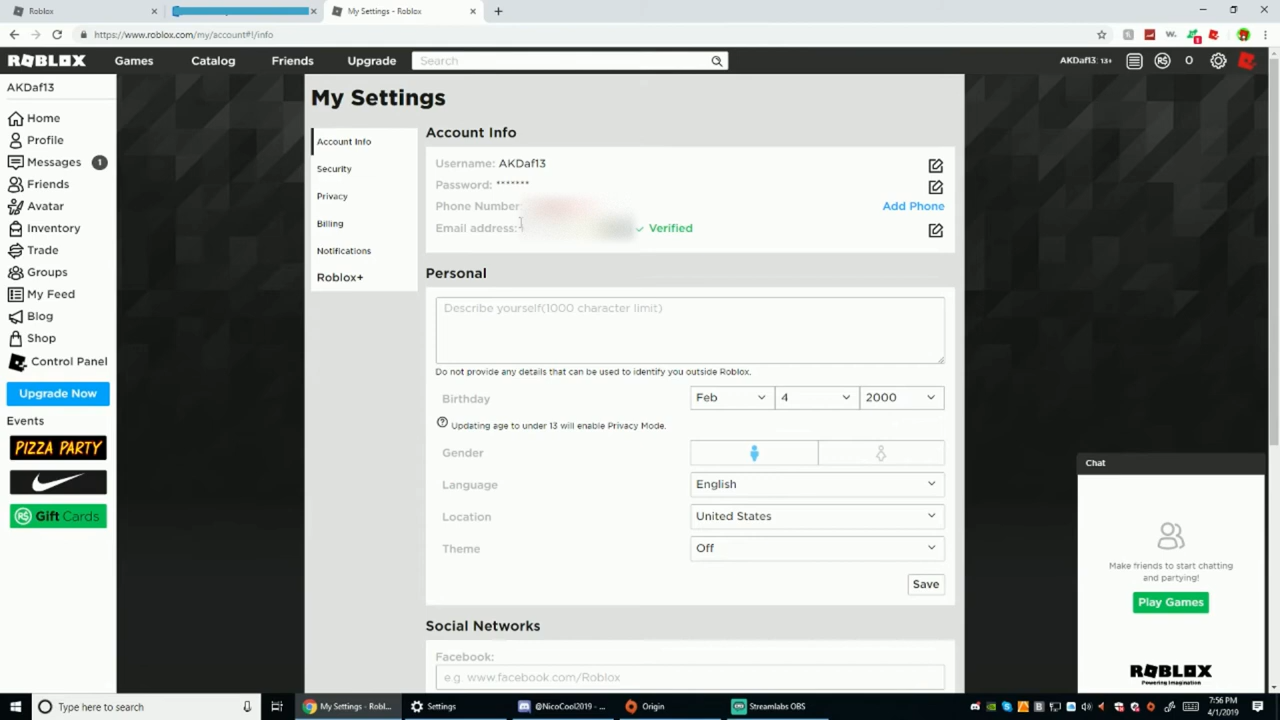 Roblox
My Settings - Roblox
https://www.roblox.com/my/account#!/info
ROBLOX Games Catalog Friends Upgrade Search AKDaf13: 13+ 0
AKDaf13
Home
Profile
Messages 1
Friends
Avatar
Inventory
Trade
Groups
My Feed
Blog
Shop
Control Panel
Upgrade Now
Events
PIZZA PARTY
Gift Cards
My Settings
Account Info
Security
Privacy
Billing
Notifications
Roblox+
Account Info
Username: AKDaf13
Password: *******
Phone Number Add Phone
Email address: Verified
Personal
Describe yourself(1000 character limit)
Do not provide any details that can be used to identify you outside Roblox.
Birthday Feb 4 2000
Updating age to under 13 will enable Privacy Mode.
Gender
Language English
Location United States
Theme Off
Save
Social Networks
Facebook:
e.g. www.facebook.com/Roblox
Chat
Make friends to start chatting
and partying!
Play Games
ROBLOX
Powering Imagination
Type here to search
My Settings - Robl...
Settings
@NicoCool2019 - ...
Origin
Streamlabs OBS
7:56 PM
4/1/2019